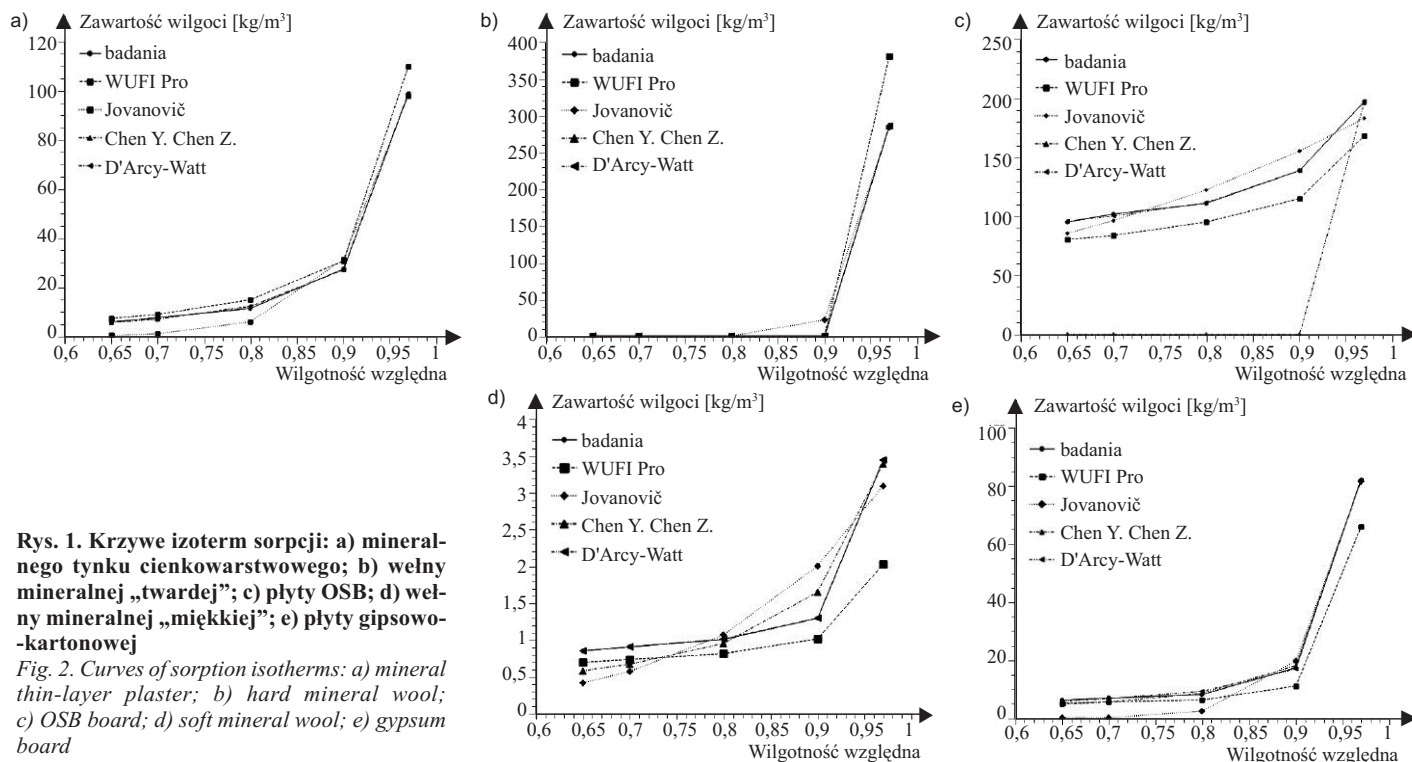 a)
Zawartość wilgoci [kg/m³]
120
100
80
60
40
20
0
badania
WUFI Pro
Jovanovič
Chen Y. Chen Z.
D'Arcy-Watt
0,6 0,65 0,7 0,75 0,8 0,85 0,9 0,95 1
Wilgotność względna
b)
Zawartość wilgoci [kg/m³]
400
350
300
250
200
150
100
50
0
badania
WUFI Pro
Jovanovič
Chen Y. Chen Z.
D'Arcy-Watt
0,6 0,65 0,7 0,75 0,8 0,85 0,9 0,95 1
Wilgotność względna
c)
Zawartość wilgoci [kg/m³]
250
200
150
100
50
0
badania
WUFI Pro
Jovanovič
Chen Y. Chen Z.
D'Arcy-Watt
0,6 0,65 0,7 0,75 0,8 0,85 0,9 0,95 1
Wilgotność względna
d)
Zawartość wilgoci [kg/m³]
4
3,5
3
2,5
2
1,5
1
0,5
0
badania
WUFI Pro
Jovanovič
Chen Y. Chen Z.
D'Arcy-Watt
0,6 0,65 0,7 0,75 0,8 0,85 0,9 0,95 1
Wilgotność względna
e)
Zawartość wilgoci [kg/m³]
100
80
60
40
20
0
badania
WUFI Pro
Jovanovič
Chen Y. Chen Z.
D'Arcy-Watt
0,6 0,65 0,7 0,75 0,8 0,85 0,9 0,95 1
Wilgotność względna
Rys. 1. Krzywe izoterm sorpcji: a) mineral-
nego tynku cienkowarstwowego; b) wełny
mineralnej „twardej”; c) płyty OSB; d) weł-
ny mineralnej „miękkiej”; e) płyty gipsowo-
-kartonowej
Fig. 2. Curves of sorption isotherms: a) mineral
thin-layer plaster; b) hard mineral wool;
c) OSB board; d) soft mineral wool; e) gypsum
board